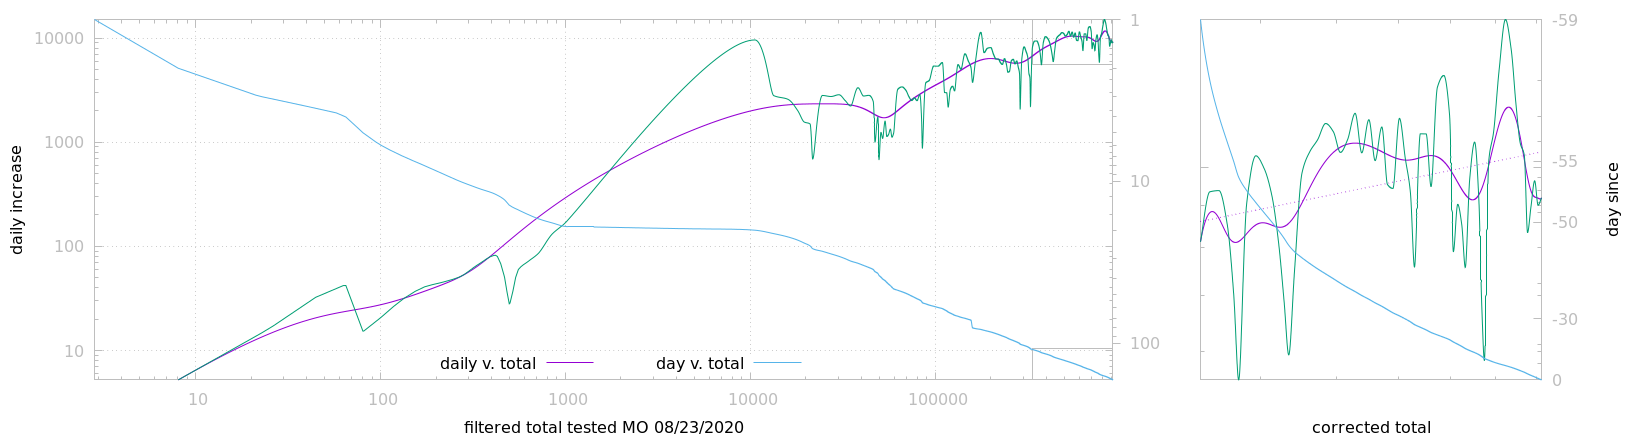 10000
1000
100
10
daily increase
daily v. total
day v. total
10
100
1000
10000
100000
filtered total tested MO 08/23/2020
1
10
100
-59
-55
-50
-30
0
day since
corrected total